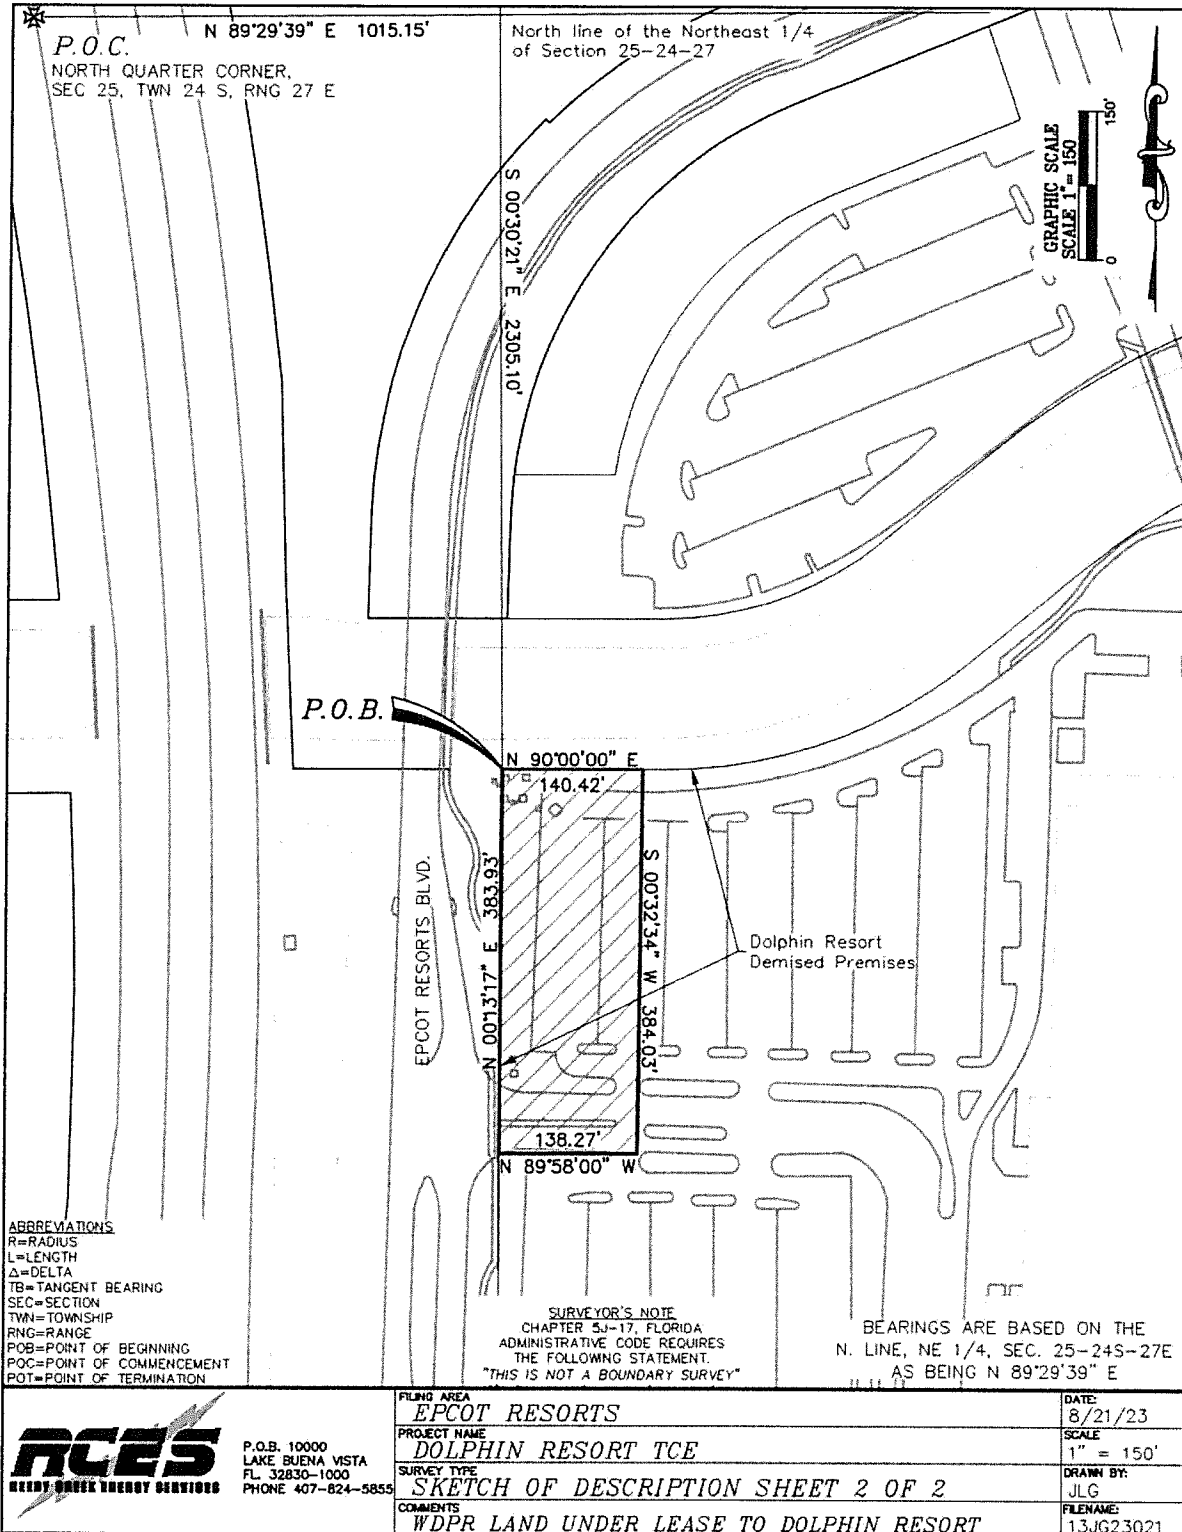 N 89°29'39" E 1015.15'
P.O.C.
NORTH QUARTER CORNER,
SEC 25, TWN 24 S, RNG 27 E
North line of the Northeast 1/4
of Section 25-24-27
GRAPHIC SCALE
SCALE 1"= 150
0
150'
S 00°30'21" E 2305.10'
P.O.B.
N 90°00'00" E
140.42'
N 00°13'17" E 383.93'
S 00°32'34" W 384.03'
EPCOT RESORTS BLVD.
Dolphin Resort
Demised Premises
138.27'
N 89°58'00" W
ABBREVIATIONS
R=RADIUS
L=LENGTH
Δ=DELTA
TB=TANGENT BEARING
SEC=SECTION
TWN=TOWNSHIP
RNG=RANGE
POB=POINT OF BEGINNING
POC=POINT OF COMMENCEMENT
POT=POINT OF TERMINATION
SURVEYOR'S NOTE
CHAPTER 5J-17, FLORIDA
ADMINISTRATIVE CODE REQUIRES
THE FOLLOWING STATEMENT.
"THIS IS NOT A BOUNDARY SURVEY"
BEARINGS ARE BASED ON THE
N. LINE, NE 1/4, SEC. 25-24S-27E
AS BEING N 89°29'39" E
RCES
REEDY CREEK ENERGY SERVICES
P.O.B. 10000
LAKE BUENA VISTA
FL. 32830-1000
PHONE 407-824-5855
FILING AREA
EPCOT RESORTS
PROJECT NAME
DOLPHIN RESORT TCE
SURVEY TYPE
SKETCH OF DESCRIPTION SHEET 2 OF 2
COMMENTS
WDPR LAND UNDER LEASE TO DOLPHIN RESORT
DATE:
8/21/23
SCALE
1" = 150'
DRAWN BY:
JLG
FILENAME:
13JG23021